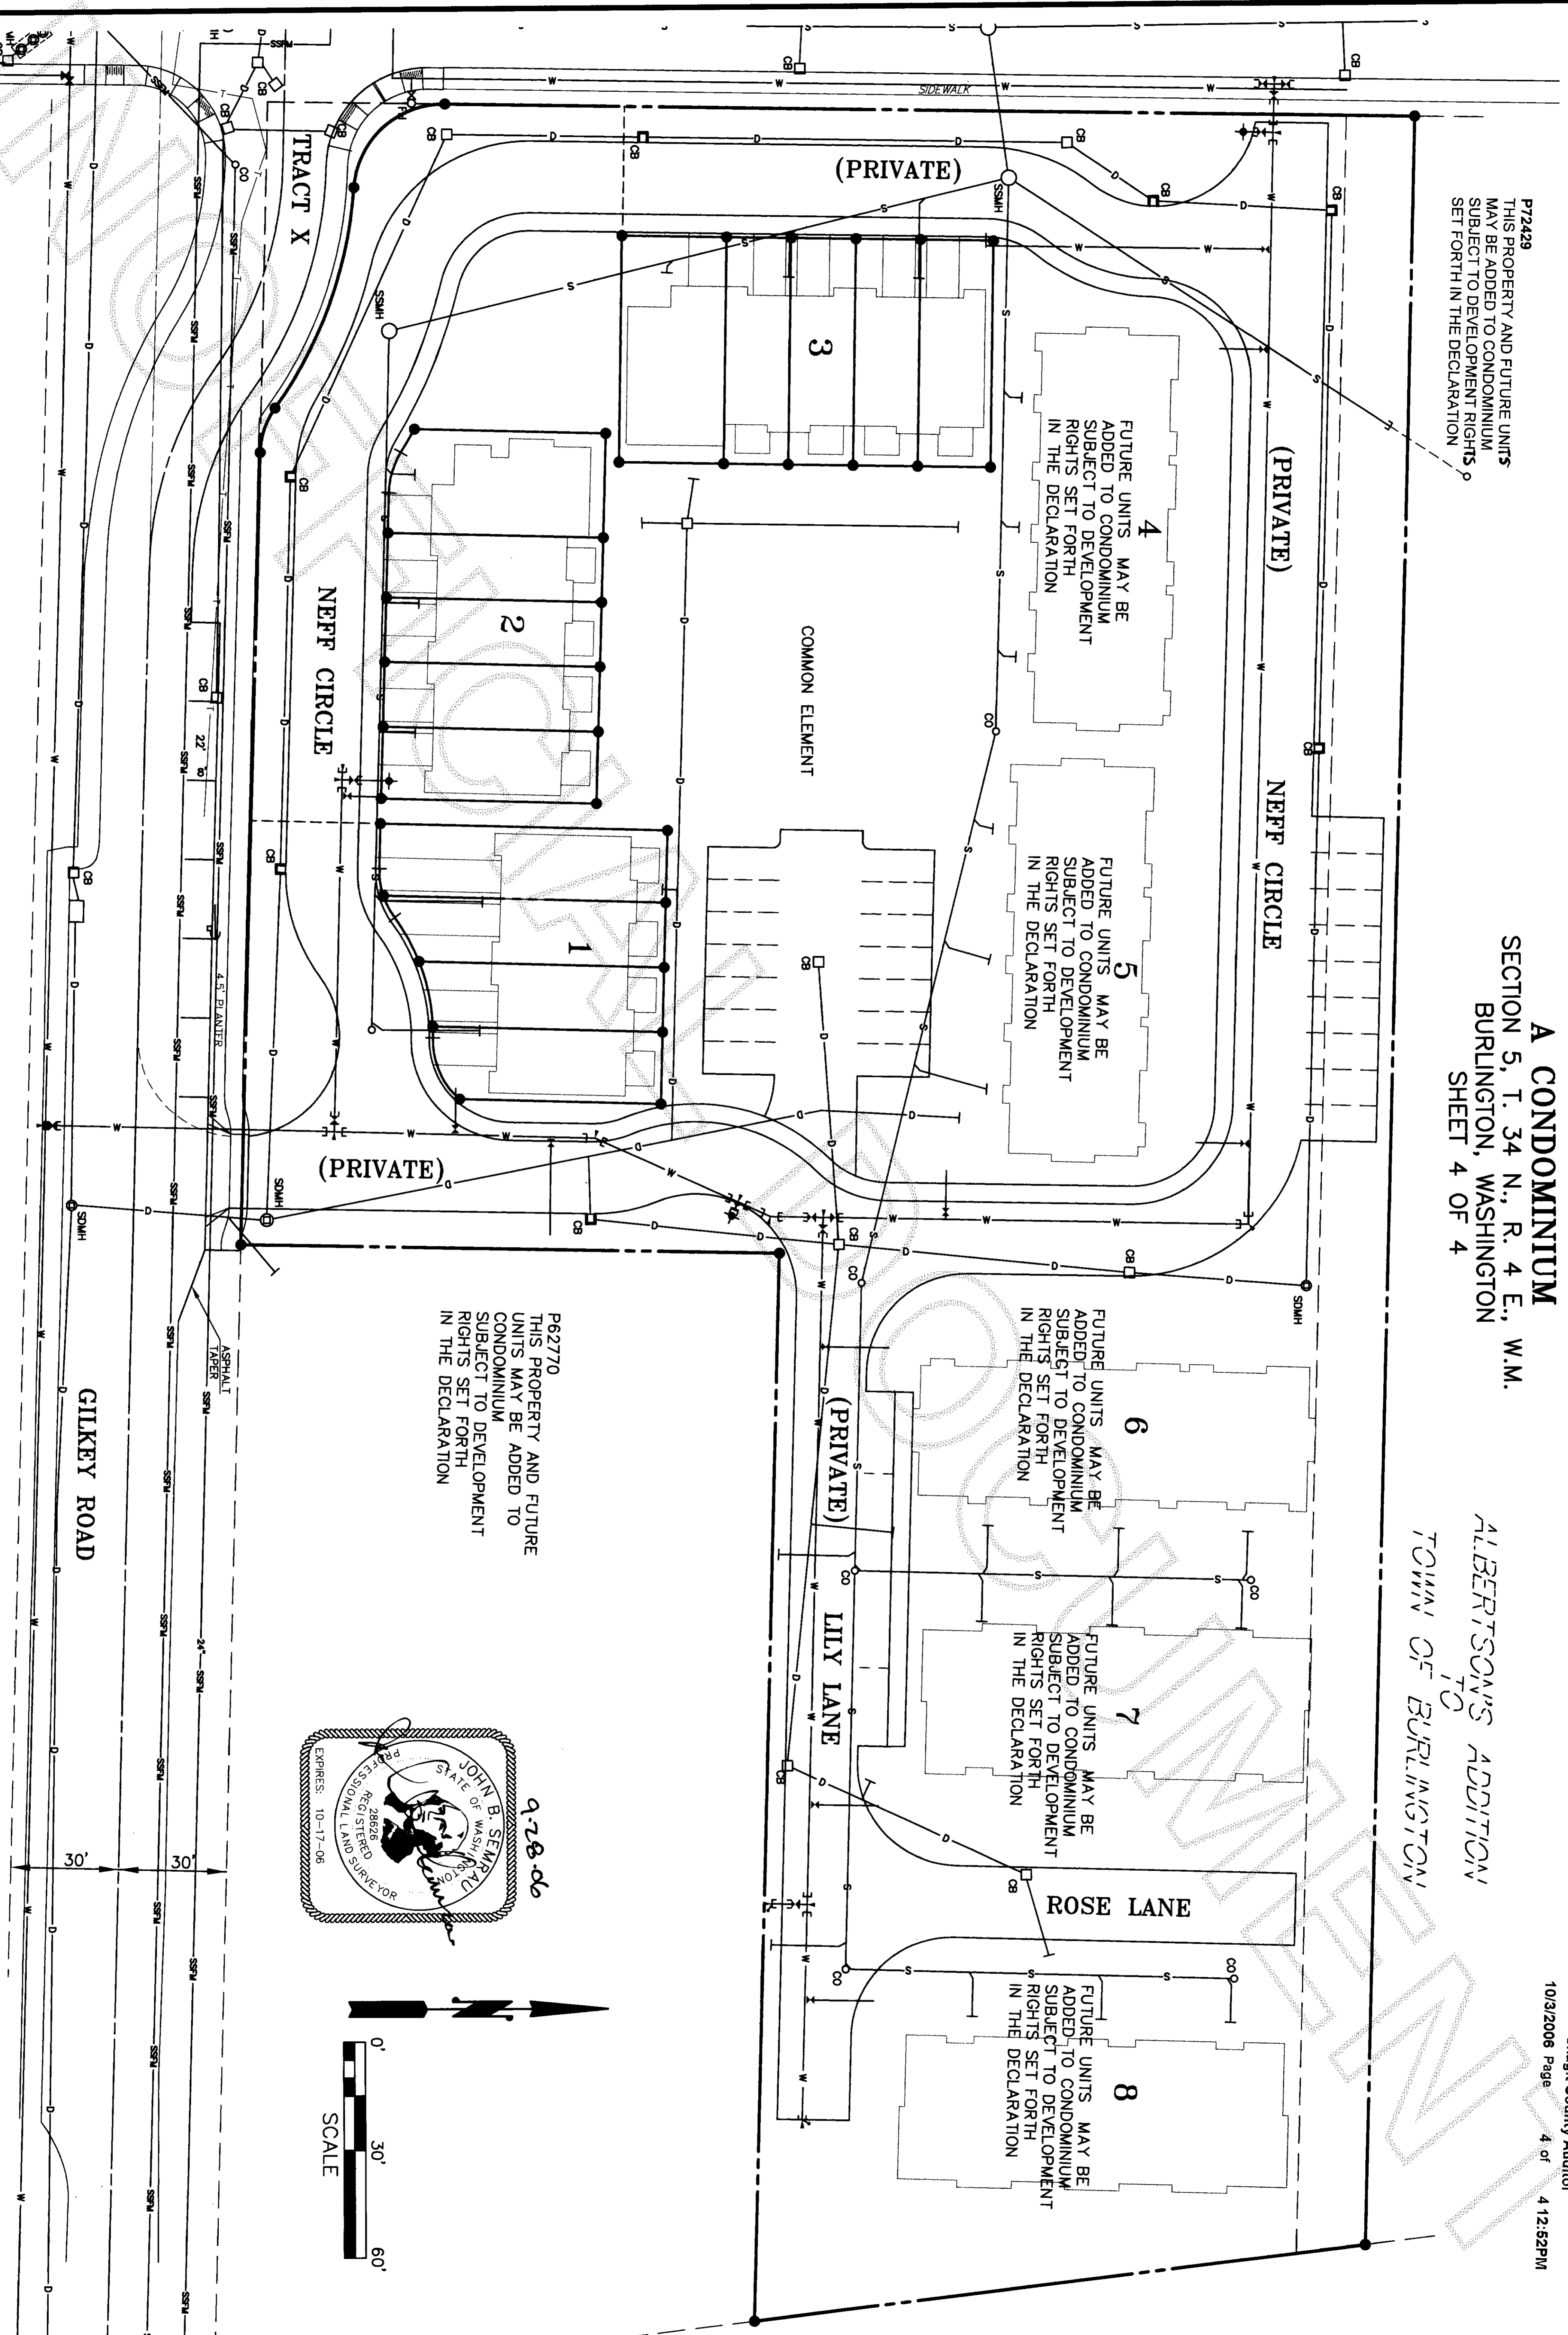 A CONDOMINIUM
SECTION 5, T. 34 N., R. 4 E., W.M.
BURLINGTON, WASHINGTON
SHEET 4 OF 4
10/3/2006 Page 4 of 4 12:52PM
P72429
THIS PROPERTY AND FUTURE UNITS
MAY BE ADDED TO CONDOMINIUM
SUBJECT TO DEVELOPMENT RIGHTS
SET FORTH IN THE DECLARATION
ALBERTSON'S ADDITION
TO
TOWN OF BURLINGTON
NEFF CIRCLE
(PRIVATE)
4
FUTURE UNITS MAY BE
ADDED TO CONDOMINIUM
SUBJECT TO DEVELOPMENT
RIGHTS SET FORTH
IN THE DECLARATION
5
FUTURE UNITS MAY BE
ADDED TO CONDOMINIUM
SUBJECT TO DEVELOPMENT
RIGHTS SET FORTH
IN THE DECLARATION
6
FUTURE UNITS MAY BE
ADDED TO CONDOMINIUM
SUBJECT TO DEVELOPMENT
RIGHTS SET FORTH
IN THE DECLARATION
7
FUTURE UNITS MAY BE
ADDED TO CONDOMINIUM
SUBJECT TO DEVELOPMENT
RIGHTS SET FORTH
IN THE DECLARATION
8
FUTURE UNITS MAY BE
ADDED TO CONDOMINIUM
SUBJECT TO DEVELOPMENT
RIGHTS SET FORTH
IN THE DECLARATION
ROSE LANE
SIDEWALK
(PRIVATE)
3
COMMON ELEMENT
(PRIVATE)
LILY LANE
1
2
NEFF CIRCLE
(PRIVATE)
TRACT X
P62770
THIS PROPERTY AND FUTURE
UNITS MAY BE ADDED TO
CONDOMINIUM
SUBJECT TO DEVELOPMENT
RIGHTS SET FORTH
IN THE DECLARATION
9-28-06
JOHN B. SEMRAU
STATE OF WASHINGTON
28626
REGISTERED
PROFESSIONAL LAND SURVEYOR
EXPIRES: 10-17-06
0' 30' 60'
SCALE
4.5' PLANTER
ASPHALT
TAPER
22'
24"
30'
30'
GILKEY ROAD
SSMH
SSMH
SDMH
SDMH
SDMH
UNOFFICIAL DOCUMENT